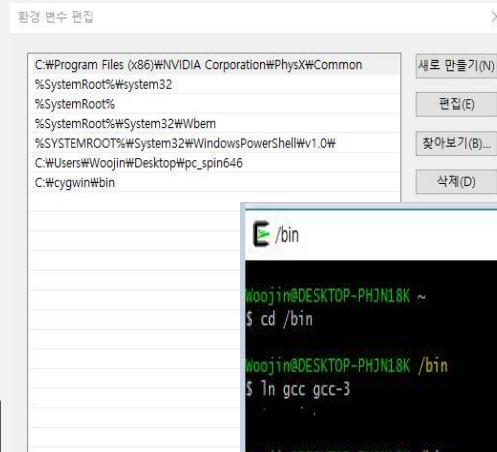 환경 변수 편집
C:₩Program Files (x86)₩NVIDIA Corporation₩PhysX₩Common
%SystemRoot%₩system32
%SystemRoot%
%SystemRoot%₩System32₩Wbem
%SYSTEMROOT%₩System32₩WindowsPowerShell₩v1.0₩
C:₩Users₩Woojin₩Desktop₩pc_spin646
C:₩cygwin₩bin
새로 만들기(N)
편집(E)
찾아보기(B)...
삭제(D)
/bin
Woojin@DESKTOP-PHJN18K ~
$ cd /bin
Woojin@DESKTOP-PHJN18K /bin
$ ln gcc gcc-3